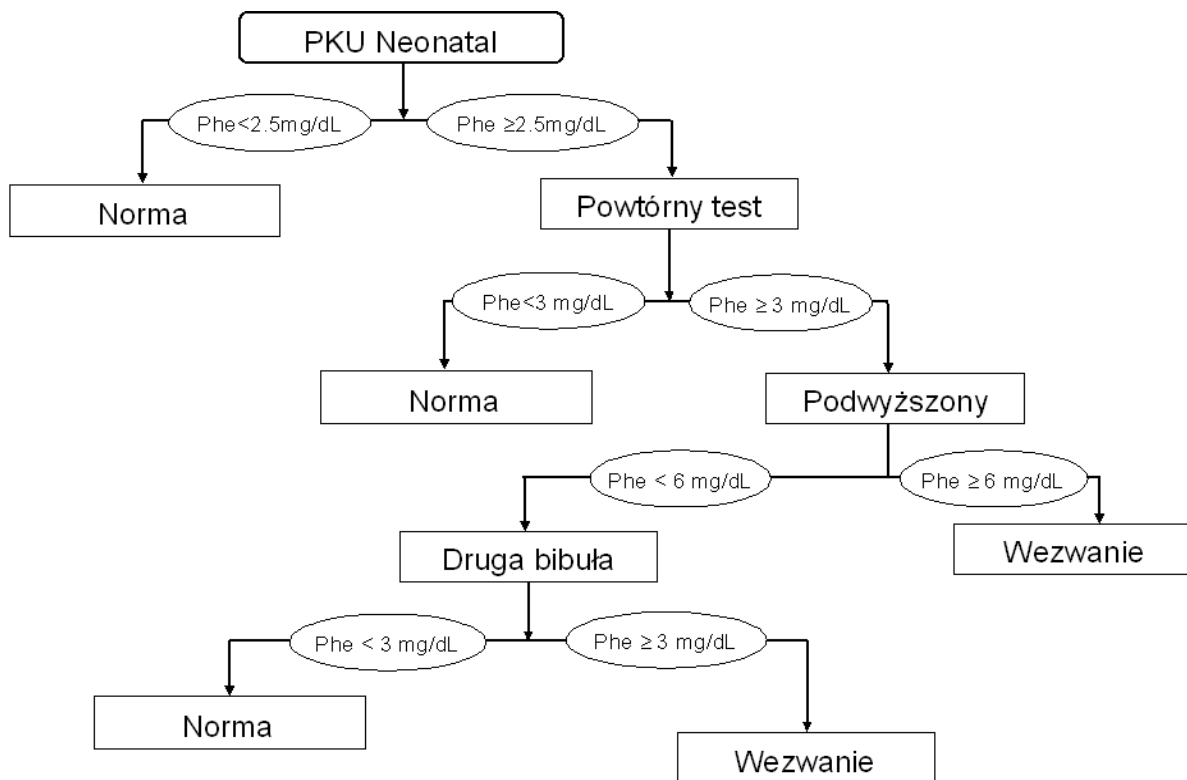 PKU Neonatal
Phe<2.5mg/dL
Phe ≥2.5mg/dL
Norma
Powtórny test
Phe<3 mg/dL
Phe ≥ 3 mg/dL
Norma
Podwyższony
Phe < 6 mg/dL
Phe ≥ 6 mg/dL
Druga bibuła
Wezwanie
Phe < 3 mg/dL
Phe ≥ 3 mg/dL
Norma
Wezwanie